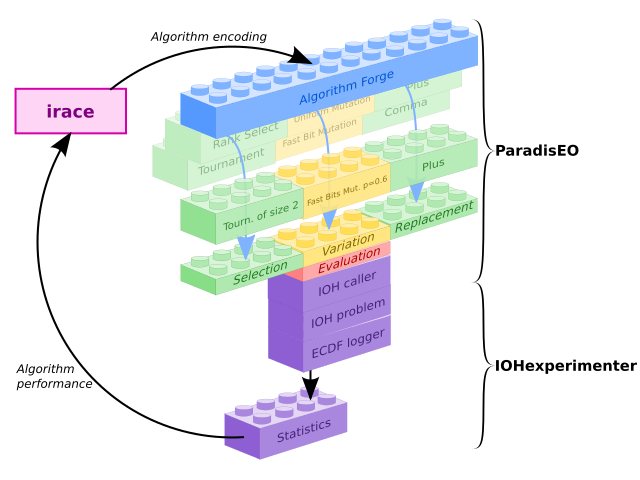 Algorithm encoding
irace
Algorithm Forge
Plus
Uniform Mutation
Comma
Rank Select
Fast Bit Mutation
Tournament
ParadisEO
Plus
Fast Bits Mut. p=0.6
Tourn. of size 2
Replacement
Variation
Selection
Evaluation
IOH caller
IOH problem
ECDF logger
IOHexperimenter
Algorithm
performance
Statistics